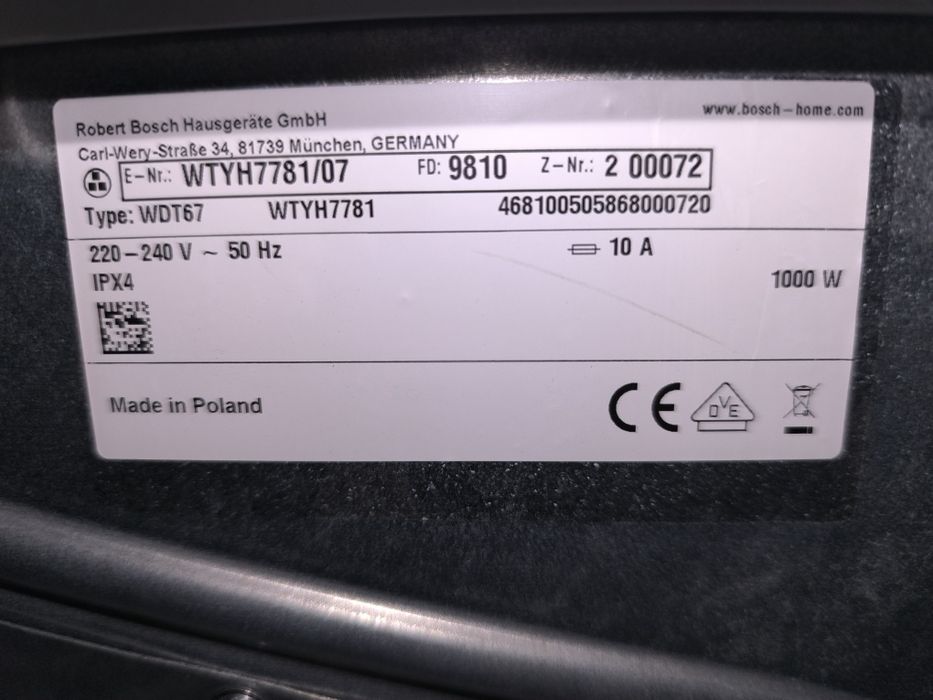 Robert Bosch Hausgeräte GmbH
www.bosch-home.com
Carl-Wery-Straße 34, 81739 München, GERMANY
E-Nr.: WTYH7781/07 FD: 9810 Z-Nr.: 2 00072
Type: WDT67 WTYH7781 468100505868000720
220-240 V ~ 50 Hz 10 A
IPX4 1000 W
Made in Poland CE DVE